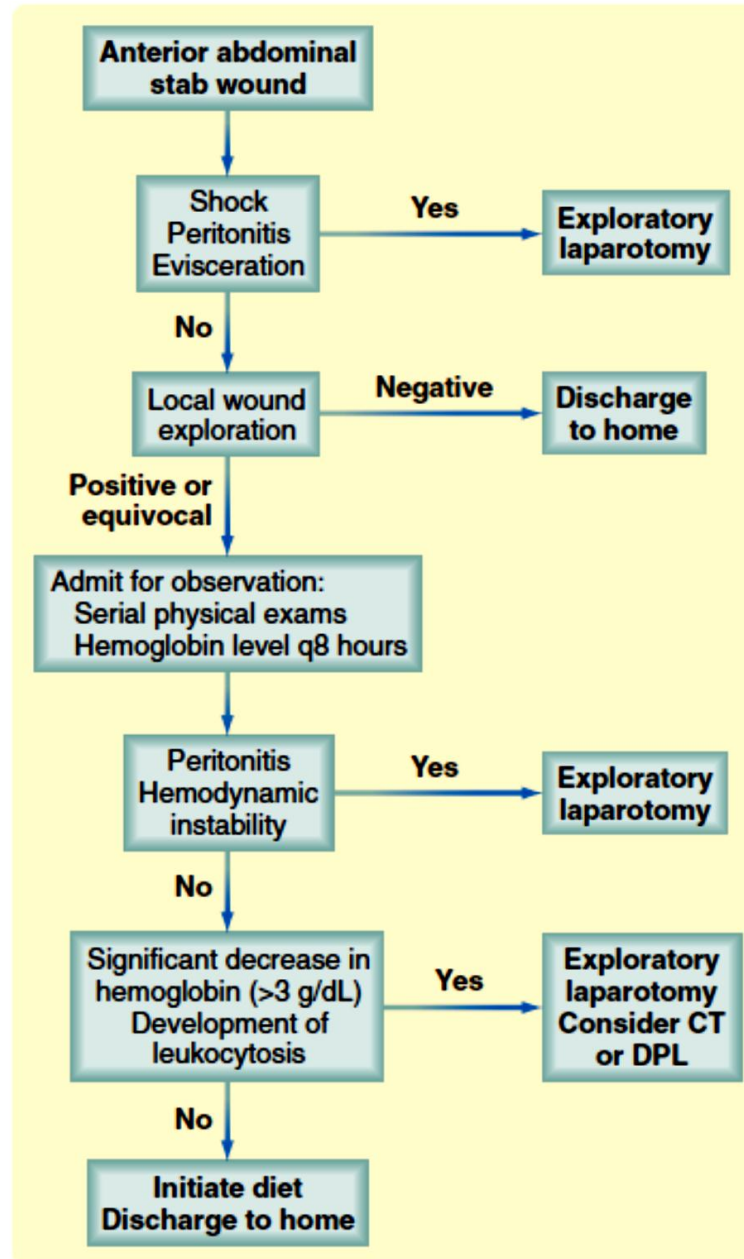 Anterior abdominal
stab wound
Shock
Peritonitis
Evisceration
Yes
Exploratory
laparotomy
No
Local wound
exploration
Negative
Discharge
to home
Positive or
equivocal
Admit for observation:
Serial physical exams
Hemoglobin level q8 hours
Peritonitis
Hemodynamic
instability
Yes
Exploratory
laparotomy
No
Significant decrease in
hemoglobin (>3 g/dL)
Development of
leukocytosis
Yes
Exploratory
laparotomy
Consider CT
or DPL
No
Initiate diet
Discharge to home